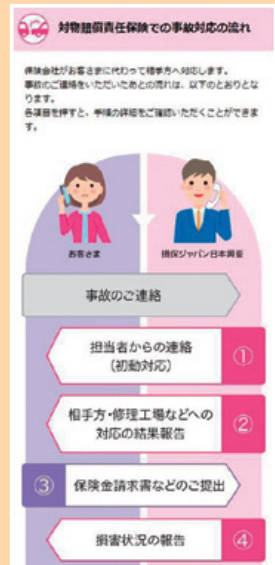 対物賠償責任保険での事故対応の流れ
保険会社がお客さまに代わって相手方へ対応します。
事故のご連絡をいただいたあとの流れは、以下のとおりとな
ります。
各項目を押すと、手順の詳細をご確認いただくことができま
す。
お客さま
損保ジャパン日本興亜
事故のご連絡
担当者からの連絡
(初動対応)
①
相手方・修理工場などへの
対応の結果報告
②
③
保険金請求書などのご提出
損害状況の報告
④